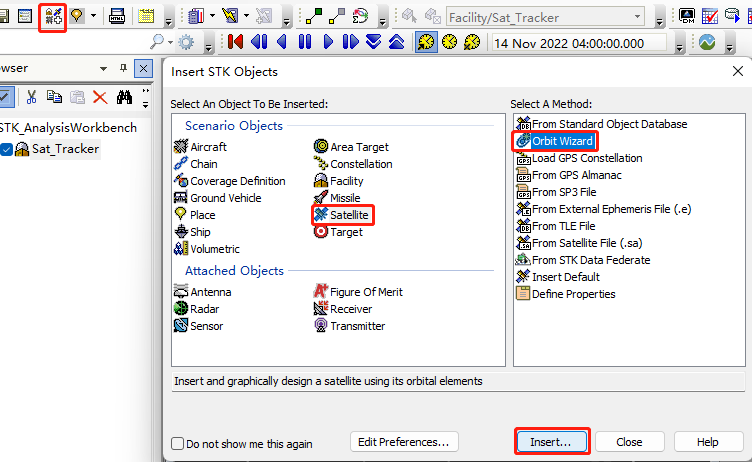 HTML
Facility/Sat_Tracker
14 Nov 2022 04:00:00.000
owser
STK_AnalysisWorkbench
Sat_Tracker
Insert STK Objects
Select An Object To Be Inserted:
Scenario Objects
Aircraft
Area Target
Chain
Constellation
Coverage Definition
Facility
Ground Vehicle
Missile
Place
Satellite
Ship
Target
Volumetric
Attached Objects
Antenna
Figure Of Merit
Radar
Receiver
Sensor
Transmitter
Select A Method:
From Standard Object Database
Orbit Wizard
Load GPS Constellation
From GPS Almanac
From SP3 File
From External Ephemeris File (.e)
From TLE File
From Satellite File (.sa)
From STK Data Federate
Insert Default
Define Properties
Insert and graphically design a satellite using its orbital elements
Do not show me this again
Edit Preferences...
Insert...
Close
Help